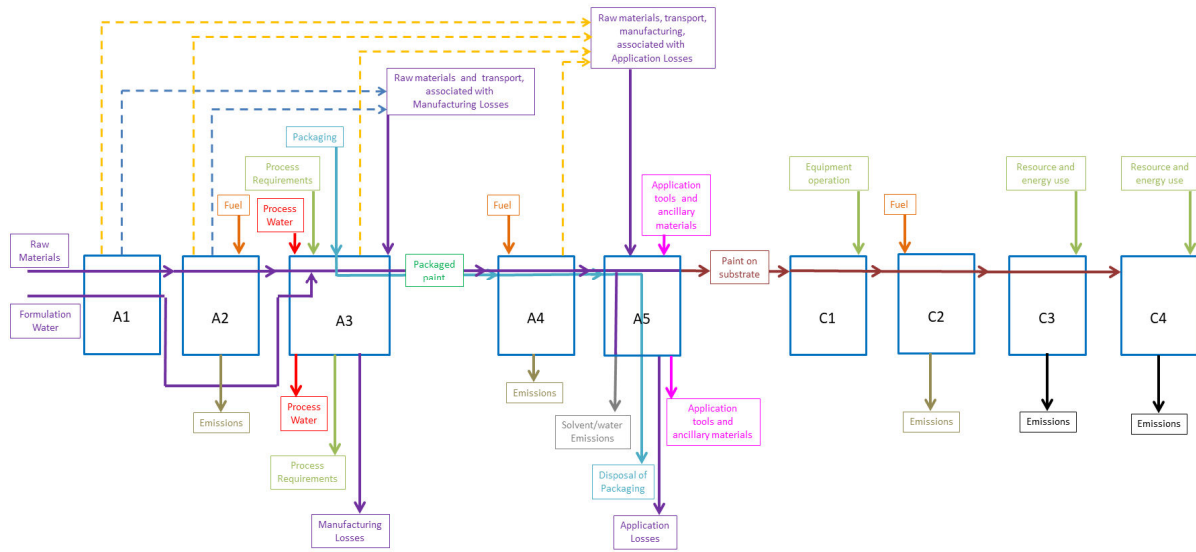 Raw materials, transport,
manufacturing,
associated with
Application Losses
Raw materials and transport,
associated with
Manufacturing Losses
Packaging
Process
Requirements
Fuel
Process
Water
Fuel
Application
tools and
ancillary
materials
Equipment
operation
Fuel
Resource and
energy use
Resource and
energy use
Raw
Materials
Formulation
Water
Packaged
paint
Paint on
substrate
A1
A2
A3
A4
A5
C1
C2
C3
C4
Emissions
Process
Water
Process
Requirements
Manufacturing
Losses
Emissions
Solvent/water
Emissions
Application
tools and
ancillary materials
Disposal of
Packaging
Application
Losses
Emissions
Emissions
Emissions